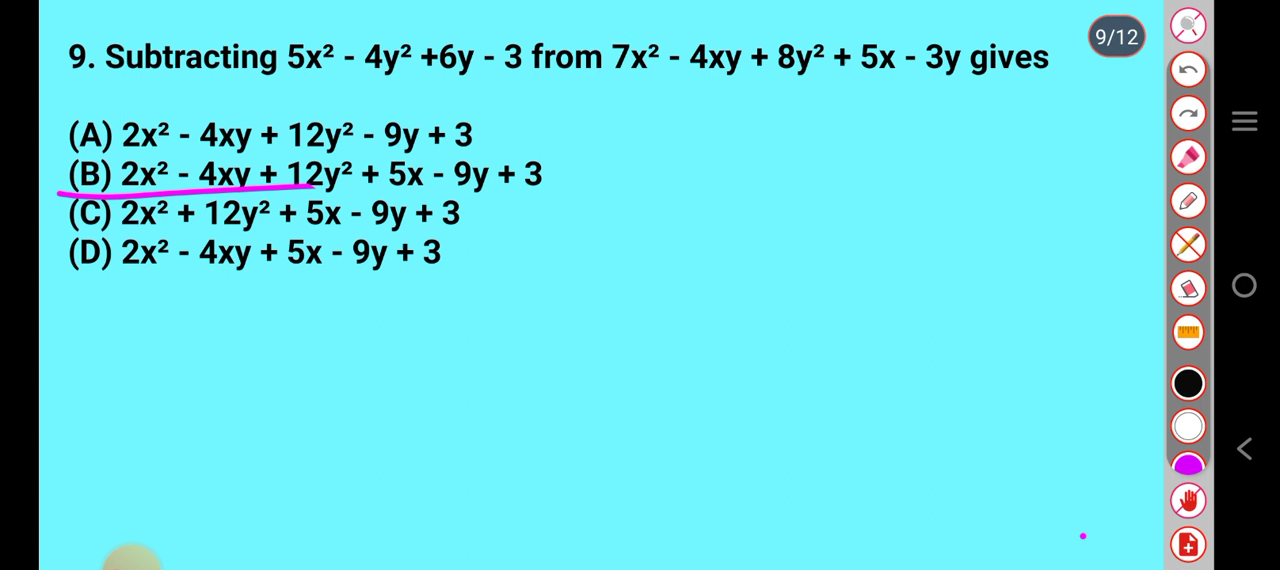 9. Subtracting 5x² - 4y² +6y - 3 from 7x² - 4xy + 8y² + 5x - 3y gives
9/12
(A) 2x² - 4xy + 12y² - 9y + 3
(B) 2x² - 4xy + 12y² + 5x - 9y + 3
(C) 2x² + 12y² + 5x - 9y + 3
(D) 2x² - 4xy + 5x - 9y + 3